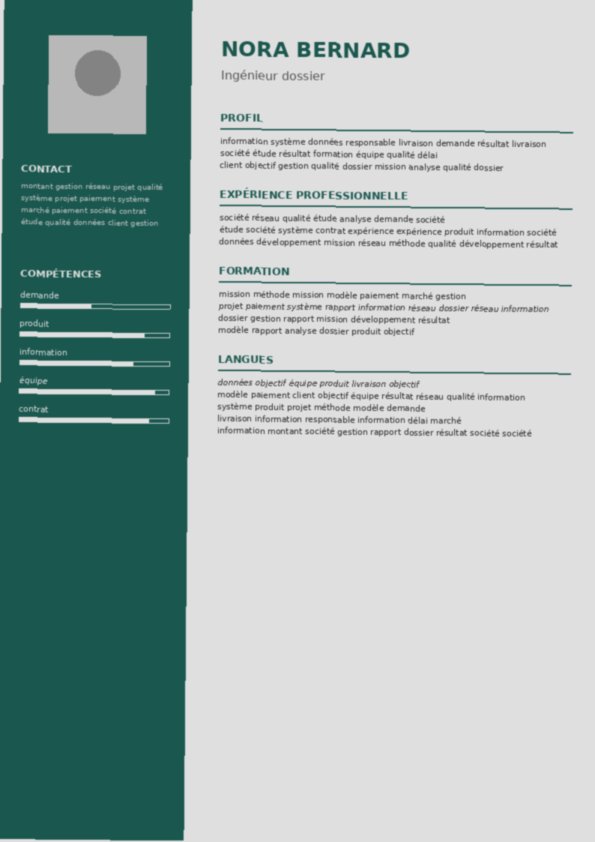 CONTACT
montant gestion réseau projet qualité
système projet paiement système
marché paiement société contrat
étude qualité données client gestion
COMPÉTENCES
demande
produit
information
équipe
contrat
NORA BERNARD
Ingénieur dossier
PROFIL
information système données responsable livraison demande résultat livraison
société étude résultat formation équipe qualité délai
client objectif gestion qualité dossier mission analyse qualité dossier
EXPÉRIENCE PROFESSIONNELLE
société réseau qualité étude analyse demande société
étude société système contrat expérience expérience produit information société
données développement mission réseau méthode qualité développement résultat
FORMATION
mission méthode mission modèle paiement marché gestion
projet paiement système rapport information réseau dossier réseau information
dossier gestion rapport mission développement résultat
modèle rapport analyse dossier produit objectif
LANGUES
données objectif équipe produit livraison objectif
modèle paiement client objectif équipe résultat réseau qualité information
système produit projet méthode modèle demande
livraison information responsable information délai marché
information montant société gestion rapport dossier résultat société société